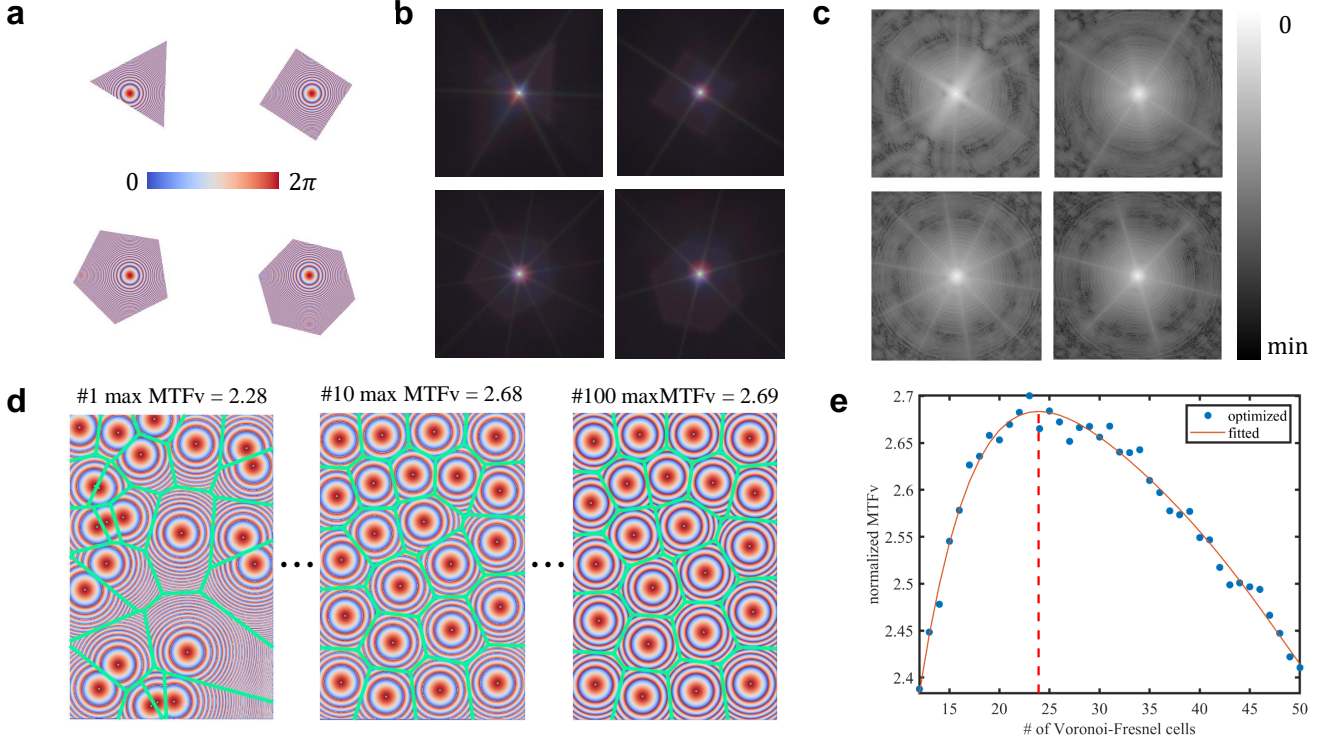 a
b
c
0 2π
0
min
d
#1 max MTFv = 2.28
#10 max MTFv = 2.68
#100 maxMTFv = 2.69
e
2.7
2.65
2.6
2.55
2.5
2.45
2.4
normalized MTFv
optimized
fitted
15 20 25 30 35 40 45 50
# of Voronoi-Fresnel cells